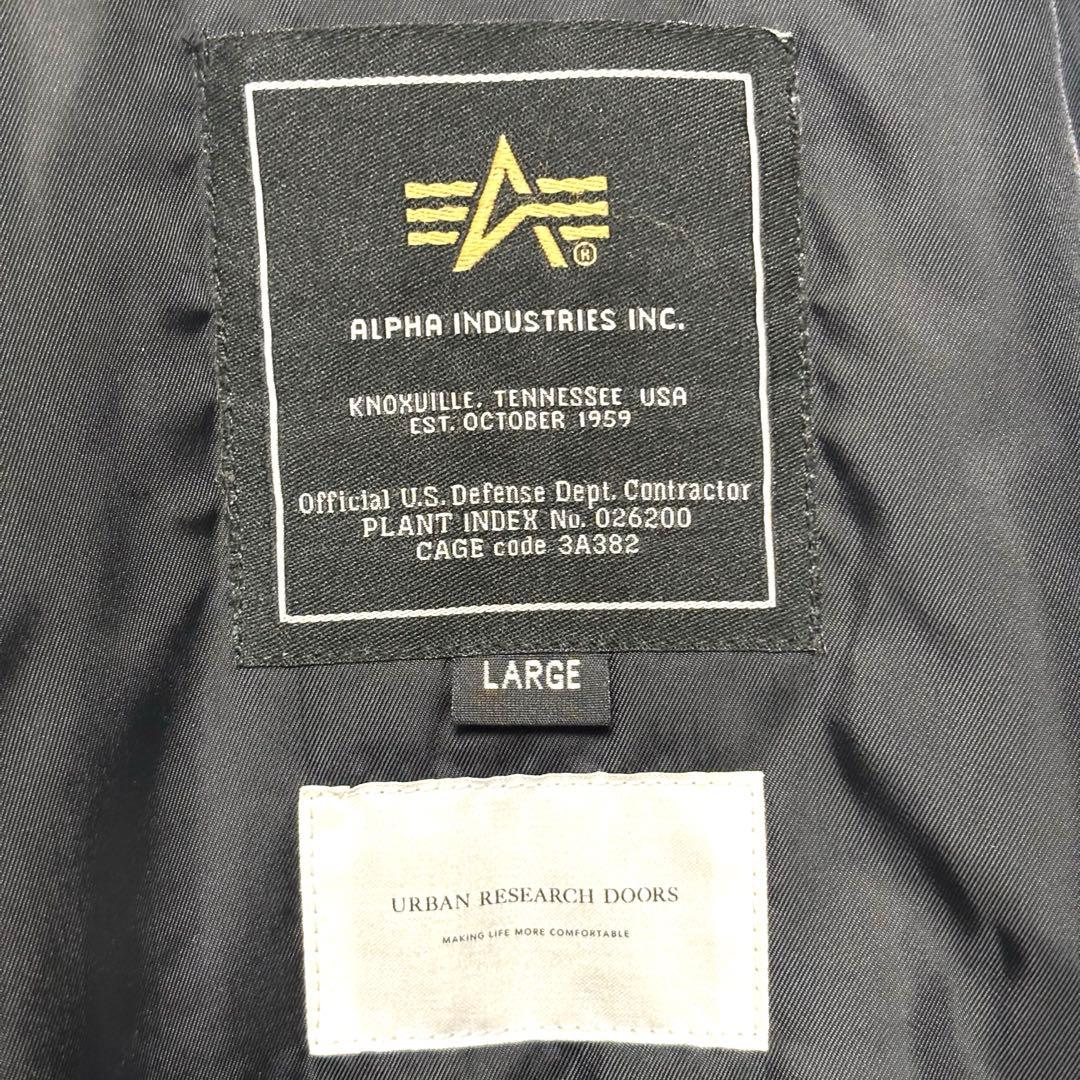 ®
ALPHA INDUSTRIES INC.
KNOXVILLE, TENNESSEE USA
EST. OCTOBER 1959
Official U.S. Defense Dept. Contractor
PLANT INDEX No. 026200
CAGE code 3A382
LARGE
URBAN RESEARCH DOORS
MAKING LIFE MORE COMFORTABLE